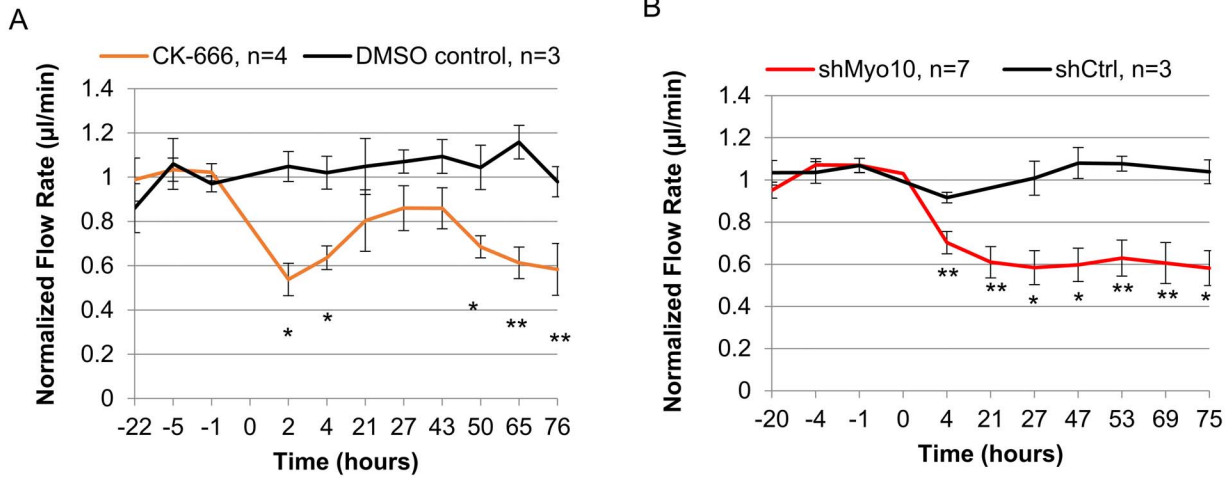 A
CK-666, n=4 DMSO control, n=3
Normalized Flow Rate (µl/min)
1.4
1.2
1
0.8
0.6
0.4
0.2
0
* * * ** **
-22 -5 -1 0 2 4 21 27 43 50 65 76
Time (hours)
B
shMyo10, n=7 shCtrl, n=3
Normalized Flow Rate (µl/min)
1.4
1.2
1
0.8
0.6
0.4
0.2
0
** ** * * ** ** *
-20 -4 -1 0 4 21 27 47 53 69 75
Time (hours)